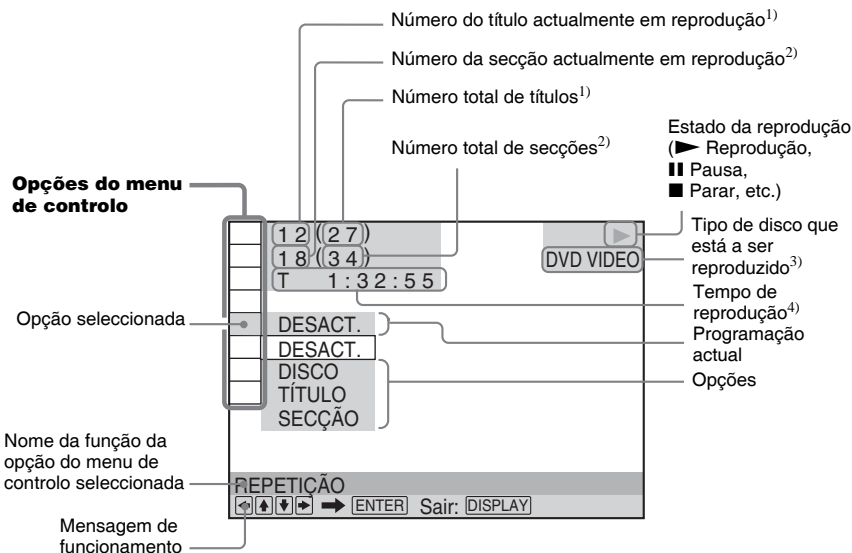 Número do título actualmente em reprodução1)
Número da secção actualmente em reprodução2)
Número total de títulos1)
Número total de secções2)
Estado da reprodução
(► Reprodução,
▮▮ Pausa,
■ Parar, etc.)
Opções do menu
de controlo
12(27)
18(34)
T 1:32:55
▷
DVD VIDEO
Tipo de disco que
está a ser
reproduzido3)
Tempo de
reprodução4)
Programação
actual
Opção seleccionada
DESACT.
DESACT.
DISCO
TÍTULO
SECÇÃO
Opções
Nome da função da
opção do menu de
controlo seleccionada
REPETIÇÃO
←↑↓→ ➡ ENTER Sair: DISPLAY
Mensagem de
funcionamento